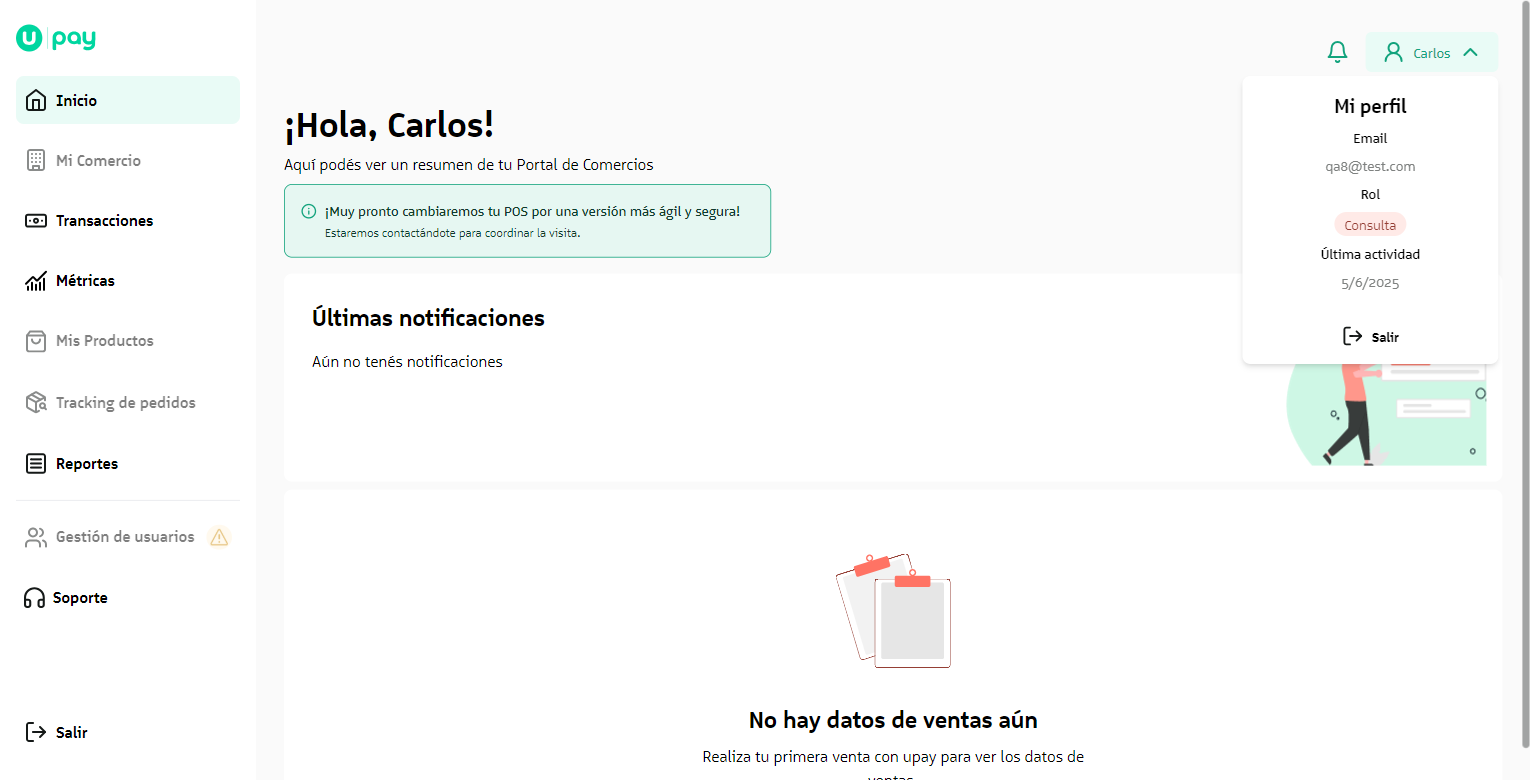 U pay
Inicio
Mi Comercio
Transacciones
Métricas
Mis Productos
Tracking de pedidos
Reportes
Gestión de usuarios
Soporte
Salir
Carlos
Mi perfil
Email
qa8@test.com
Rol
Consulta
Última actividad
5/6/2025
Salir
¡Hola, Carlos!
Aquí podés ver un resumen de tu Portal de Comercios
¡Muy pronto cambiaremos tu POS por una versión más ágil y segura!
Estaremos contactándote para coordinar la visita.
Últimas notificaciones
Aún no tenés notificaciones
No hay datos de ventas aún
Realiza tu primera venta con upay para ver los datos de
ventas